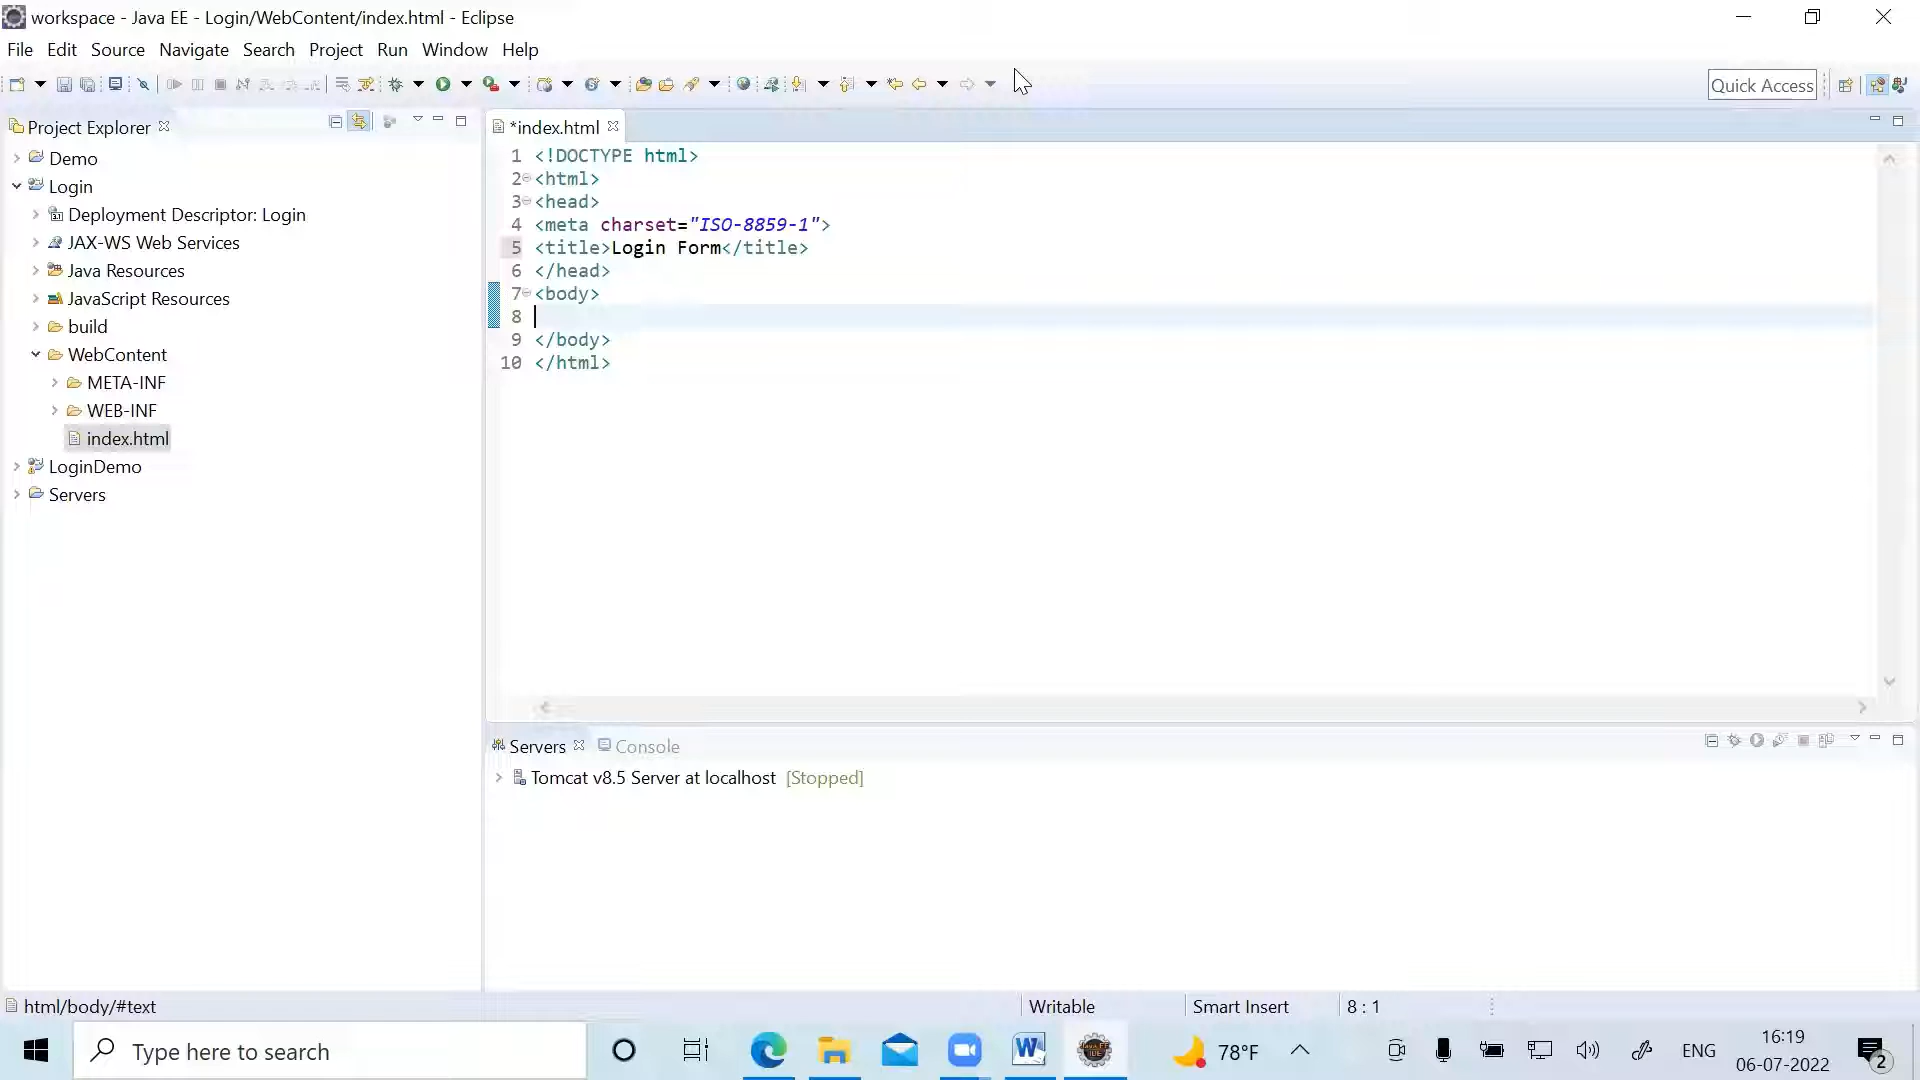 workspace - Java EE - Login/WebContent/index.html - Eclipse
File Edit Source Navigate Search Project Run Window Help
Quick Access
Project Explorer
Demo
Login
Deployment Descriptor: Login
JAX-WS Web Services
Java Resources
JavaScript Resources
build
WebContent
META-INF
WEB-INF
index.html
LoginDemo
Servers
*index.html
1 <!DOCTYPE html>
2 <html>
3 <head>
4 <meta charset="ISO-8859-1">
5 <title>Login Form</title>
6 </head>
7 <body>
8
9 </body>
10 </html>
Servers Console
Tomcat v8.5 Server at localhost [Stopped]
html/body/#text Writable Smart Insert 8 : 1
Type here to search
78°F
ENG
16:19
06-07-2022
2